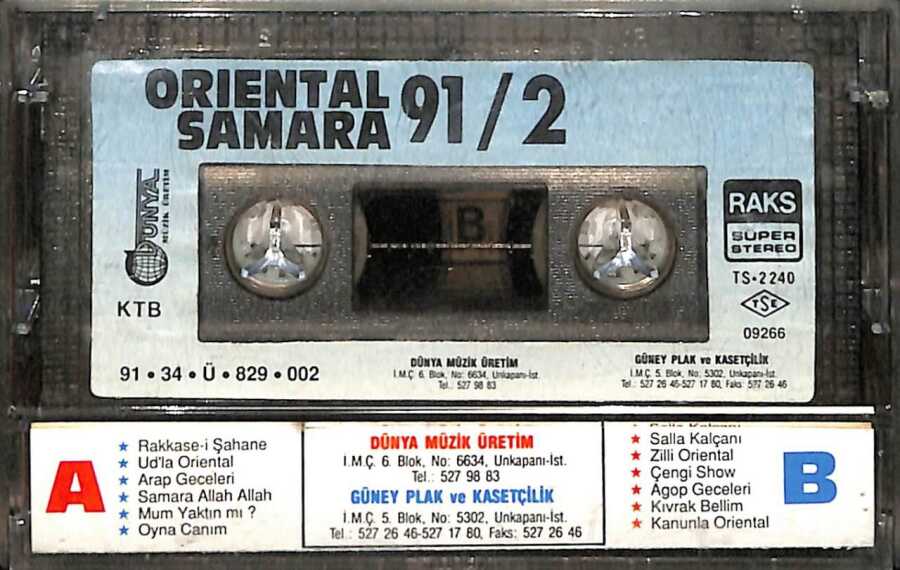 ORIENTAL
SAMARA 91/2
DÜNYA
MÜZİK ÜRETİM
KTB
B
RAKS
SUPER
STEREO
TS-2240
TSE
09266
91 • 34 • Ü • 829 • 002
DÜNYA MÜZİK ÜRETİM
İ.M.Ç. 6. Blok, No: 6634, Unkapanı-İst.
Tel.: 527 98 83
GÜNEY PLAK ve KASETÇİLİK
İ.M.Ç. 5. Blok, No: 5302, Unkapanı-İst.
Tel.: 527 26 46-527 17 80, Faks: 527 26 46
A
★ Rakkase-i Şahane
★ Ud'la Oriental
★ Arap Geceleri
★ Samara Allah Allah
★ Mum Yaktın mı ?
★ Oyna Canım
DÜNYA MÜZİK ÜRETİM
İ.M.Ç. 6. Blok, No: 6634, Unkapanı-İst.
Tel.: 527 98 83
GÜNEY PLAK ve KASETÇİLİK
İ.M.Ç. 5. Blok, No: 5302, Unkapanı-İst.
Tel.: 527 26 46-527 17 80, Faks: 527 26 46
★ Salla Kalçanı
★ Zilli Oriental
★ Çengi Show
★ Agop Geceleri
★ Kıvrak Bellim
★ Kanunla Oriental
B